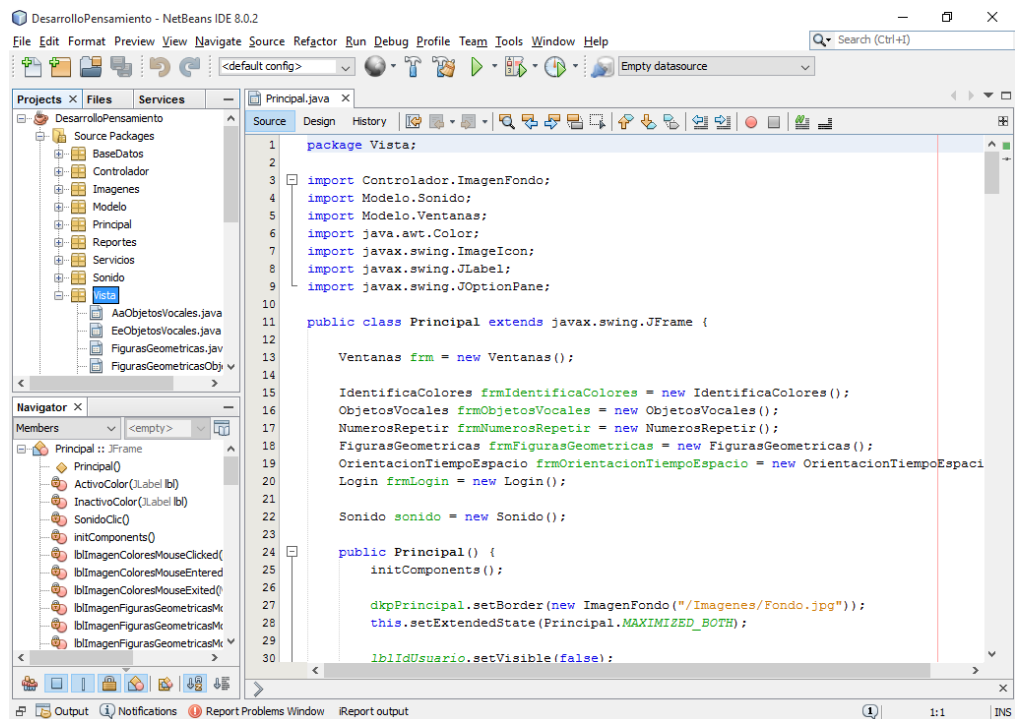 DesarrolloPensamiento - NetBeans IDE 8.0.2
File Edit Format Preview View Navigate Source Refactor Run Debug Profile Team Tools Window Help
Search (Ctrl+I)
<default config>
Empty datasource
Projects Files Services
DesarrolloPensamiento
Source Packages
BaseDatos
Controlador
Imagenes
Modelo
Principal
Reportes
Servicios
Sonido
Vista
AaObjetosVocales.java
EeObjetosVocales.java
FigurasGeometricas.jav
FigurasGeometricasObj
Navigator
Members <empty>
Principal :: JFrame
Principal()
ActivoColor(JLabel lbl)
InactivoColor(JLabel lbl)
SonidoClic()
initComponents()
lblImagenColoresMouseClicked(
lblImagenColoresMouseEntered
lblImagenColoresMouseExited(
lblImagenFigurasGeometricasMo
lblImagenFigurasGeometricasMo
lblImagenFigurasGeometricasMo
Principal.java
Source Design History
1 package Vista;
2
3 import Controlador.ImagenFondo;
4 import Modelo.Sonido;
5 import Modelo.Ventanas;
6 import java.awt.Color;
7 import javax.swing.ImageIcon;
8 import javax.swing.JLabel;
9 import javax.swing.JOptionPane;
10
11 public class Principal extends javax.swing.JFrame {
12
13 Ventanas frm = new Ventanas();
14
15 IdentificaColores frmIdentificaColores = new IdentificaColores();
16 ObjetosVocales frmObjetosVocales = new ObjetosVocales();
17 NumerosRepetir frmNumerosRepetir = new NumerosRepetir();
18 FigurasGeometricas frmFigurasGeometricas = new FigurasGeometricas();
19 OrientacionTiempoEspacio frmOrientacionTiempoEspacio = new OrientacionTiempoEspaci
20 Login frmLogin = new Login();
21
22 Sonido sonido = new Sonido();
23
24 public Principal() {
25 initComponents();
26
27 dkpPrincipal.setBorder(new ImagenFondo("/Imagenes/Fondo.jpg"));
28 this.setExtendedState(Principal.MAXIMIZED_BOTH);
29
30 lblIdUsuario.setVisible(false);
Output Notifications Report Problems Window iReport output
1 1:1 INS